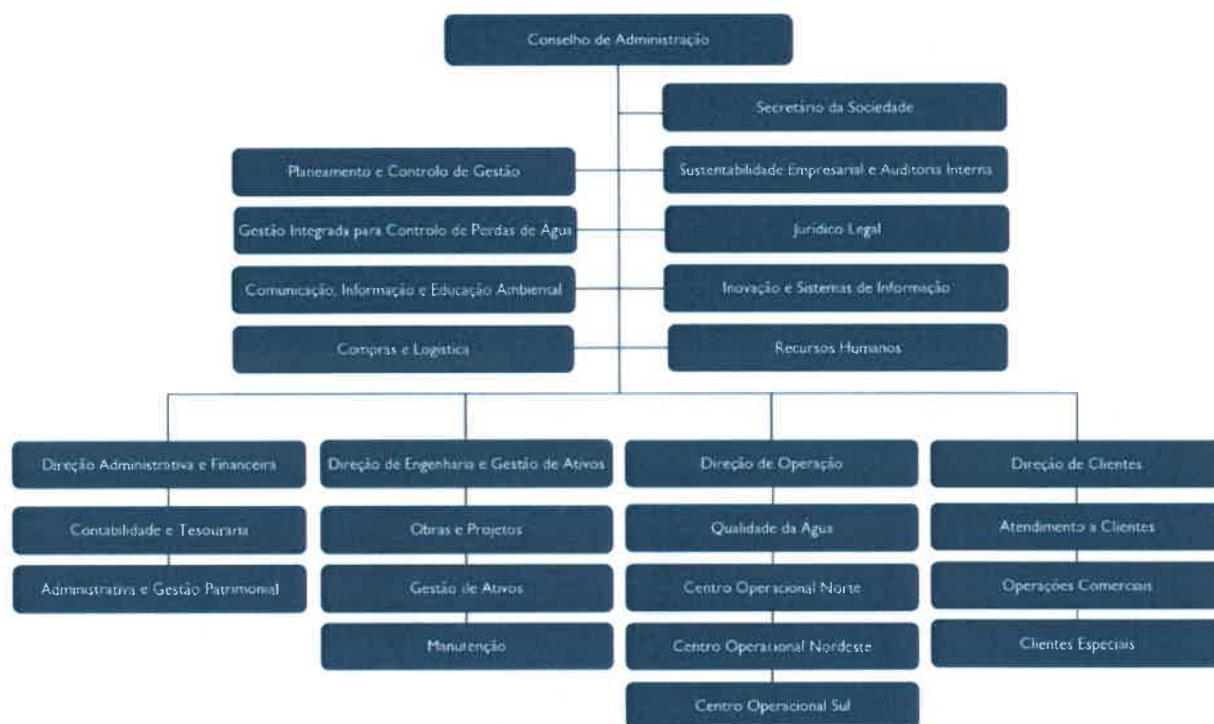 Conselho de Administração
Secretário da Sociedade
Planeamento e Controlo de Gestão
Sustentabilidade Empresarial e Auditoria Interna
Gestão Integrada para Controlo de Perdas de Água
Jurídico Legal
Comunicação, Informação e Educação Ambiental
Inovação e Sistemas de Informação
Compras e Logística
Recursos Humanos
Direção Administrativa e Financeira
Direção de Engenharia e Gestão de Ativos
Direção de Operação
Direção de Clientes
Contabilidade e Tesouraria
Obras e Projetos
Qualidade da Água
Atendimento a Clientes
Administrativa e Gestão Patrimonial
Gestão de Ativos
Centro Operacional Norte
Operações Comerciais
Manutenção
Centro Operacional Nordeste
Clientes Especiais
Centro Operacional Sul